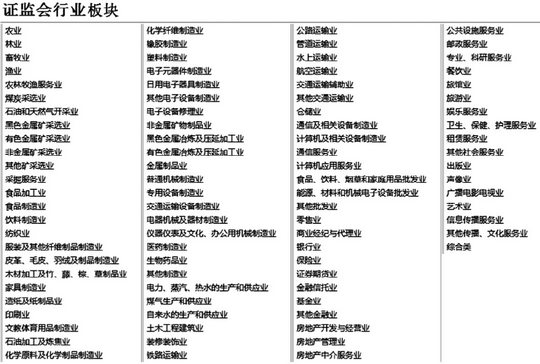 证监会行业板块
农业
林业
畜牧业
渔业
农林牧渔服务业
煤炭采选业
石油和天然气开采业
黑色金属矿采选业
有色金属矿采选业
非金属矿采选业
其他矿采选业
采掘服务业
食品加工业
食品制造业
饮料制造业
纺织业
服装及其他纤维制品制造业
皮革、毛皮、羽绒及制品制造业
木材加工及竹、藤、棕、草制品业
家具制造业
造纸及纸制品业
印刷业
文教体育用品制造业
石油加工及炼焦业
化学原料及化学制品制造业
化学纤维制造业
橡胶制造业
塑料制造业
电子元器件制造业
日用电子器具制造业
其他电子设备制造业
电子设备修理业
非金属矿物制品业
黑色金属冶炼及压延加工业
有色金属冶炼及压延加工业
金属制品业
普通机械制造业
专用设备制造业
交通运输设备制造业
电器机械及器材制造业
仪器仪表及文化、办公用机械制造业
医药制造业
生物药品业
其他制造业
电力、蒸汽、热水的生产和供应业
煤气生产和供应业
自来水的生产和供应业
土木工程建筑业
装修装饰业
铁路运输业
公路运输业
管道运输业
水上运输业
航空运输业
交通运输辅助业
其他交通运输业
仓储业
通信及相关设备制造业
计算机及相关设备制造业
通信服务业
计算机应用服务业
食品、饮料、烟草和家庭用品批发业
能源、材料和机械电子设备批发业
其他批发业
零售业
商业经纪与代理业
银行业
保险业
证券期货业
金融信托业
基金业
其他金融业
房地产开发与经营业
房地产管理业
房地产中介服务业
公共设施服务业
邮政服务业
专业、科研服务业
餐饮业
旅馆业
旅游业
娱乐服务业
卫生、保健、护理服务业
租赁服务业
其他社会服务业
出版业
声像业
广播电影电视业
艺术业
信息传播服务业
其他传播、文化服务业
综合类